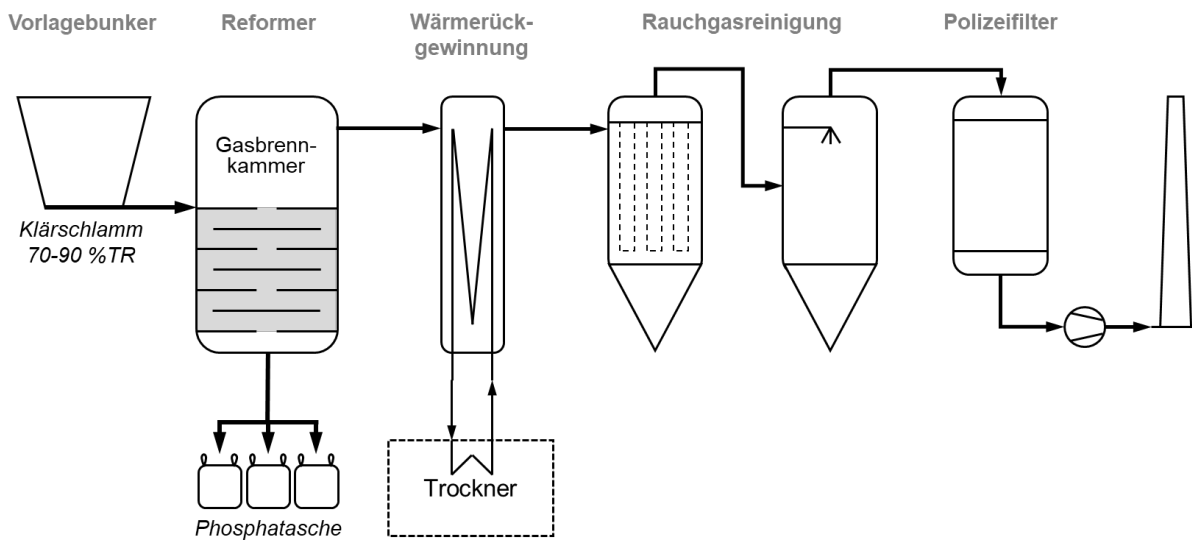 Vorlagebunker
Reformer
Wärmerück-
gewinnung
Rauchgasreinigung
Polizeifilter
Gasbrenn-
kammer
Klärschlamm
70-90 %TR
Trockner
Phosphatasche